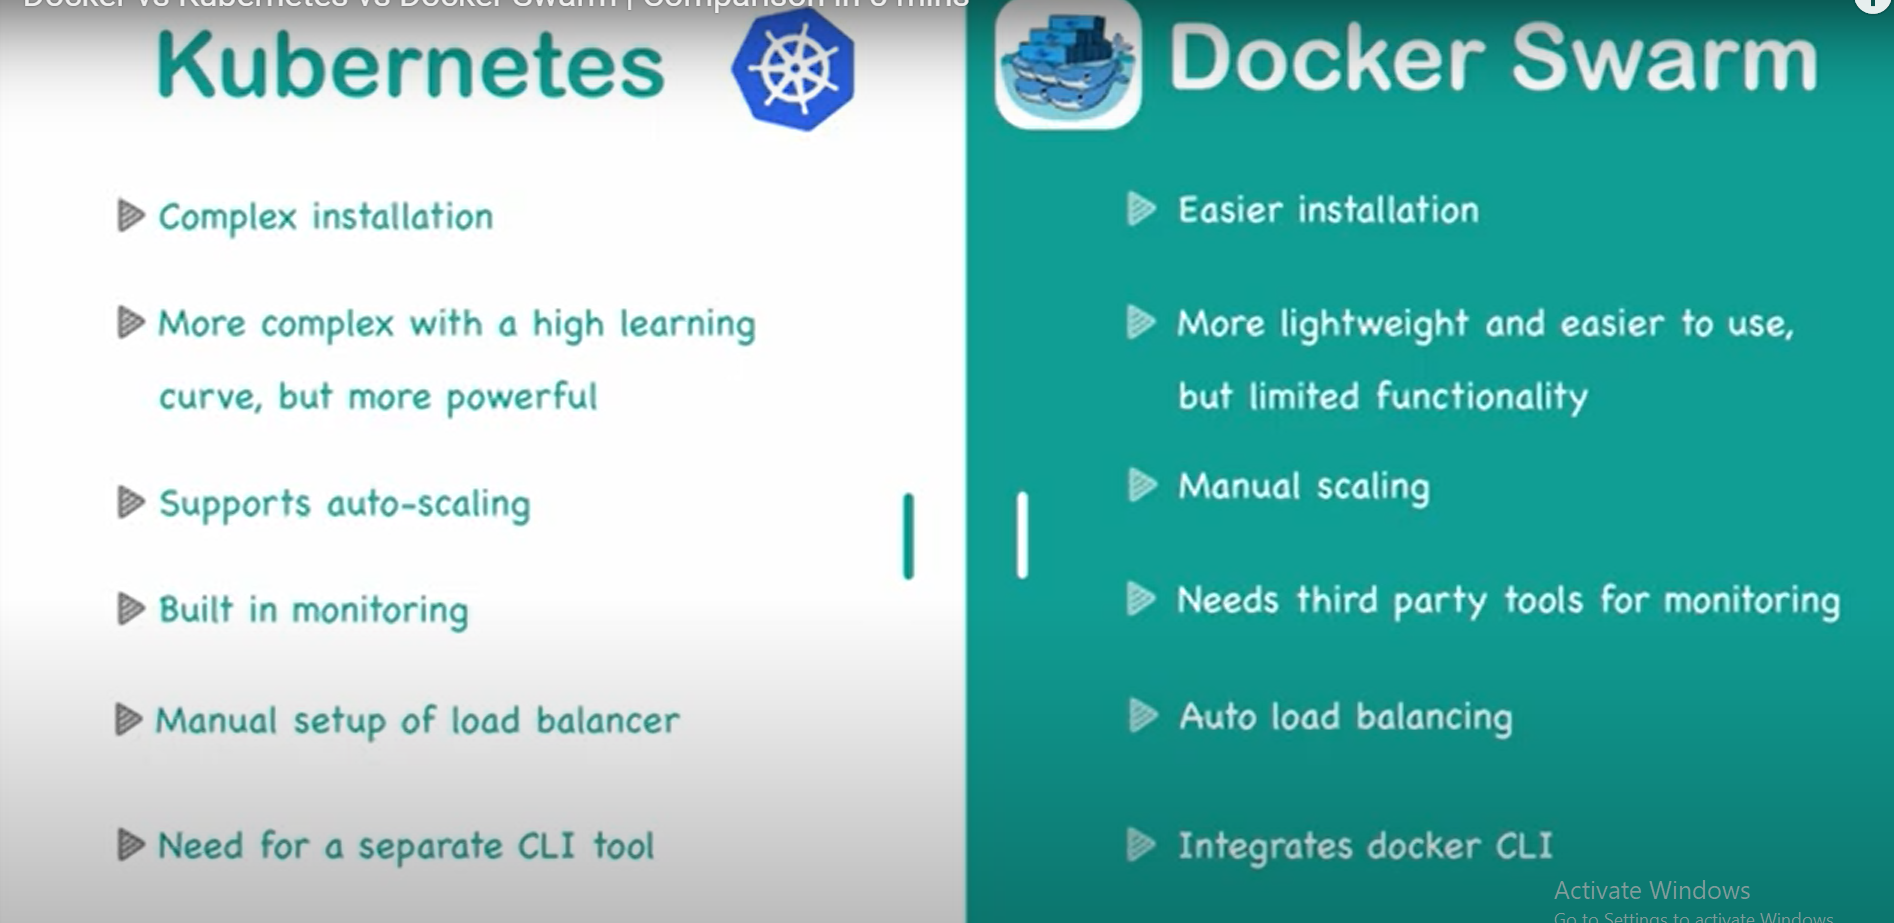 Docker vs Kubernetes vs Docker Swarm | Comparison in
mins
Kubernetes
Complex installation
More complex with a high learning
curve, but more powerful
Supports auto-scaling
Built in monitoring
Manual setup of load balancer
Need for a separate CLI tool
Docker Swarm
Easier installation
More lightweight and easier to use,
but limited functionality
Manual scaling
Needs third party tools for monitoring
Auto load balancing
Integrates docker CLI
Activate Windows
Go to Settings to activate Windows.